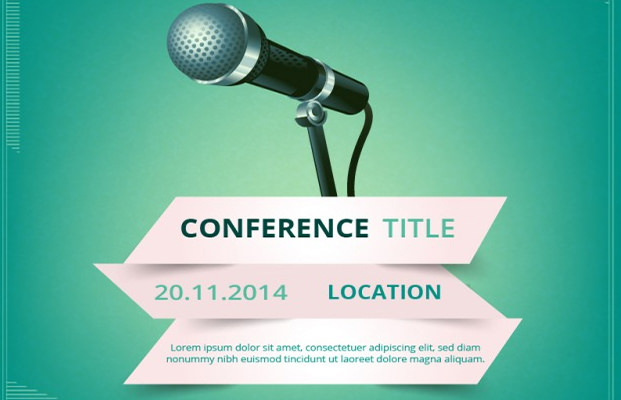 CONFERENCE TITLE
20.11.2014 LOCATION
Lorem ipsum dolor sit amet, consectetuer adipiscing elit, sed diam
nonummy nibh euismod tincidunt ut laoreet dolore magna aliquam.